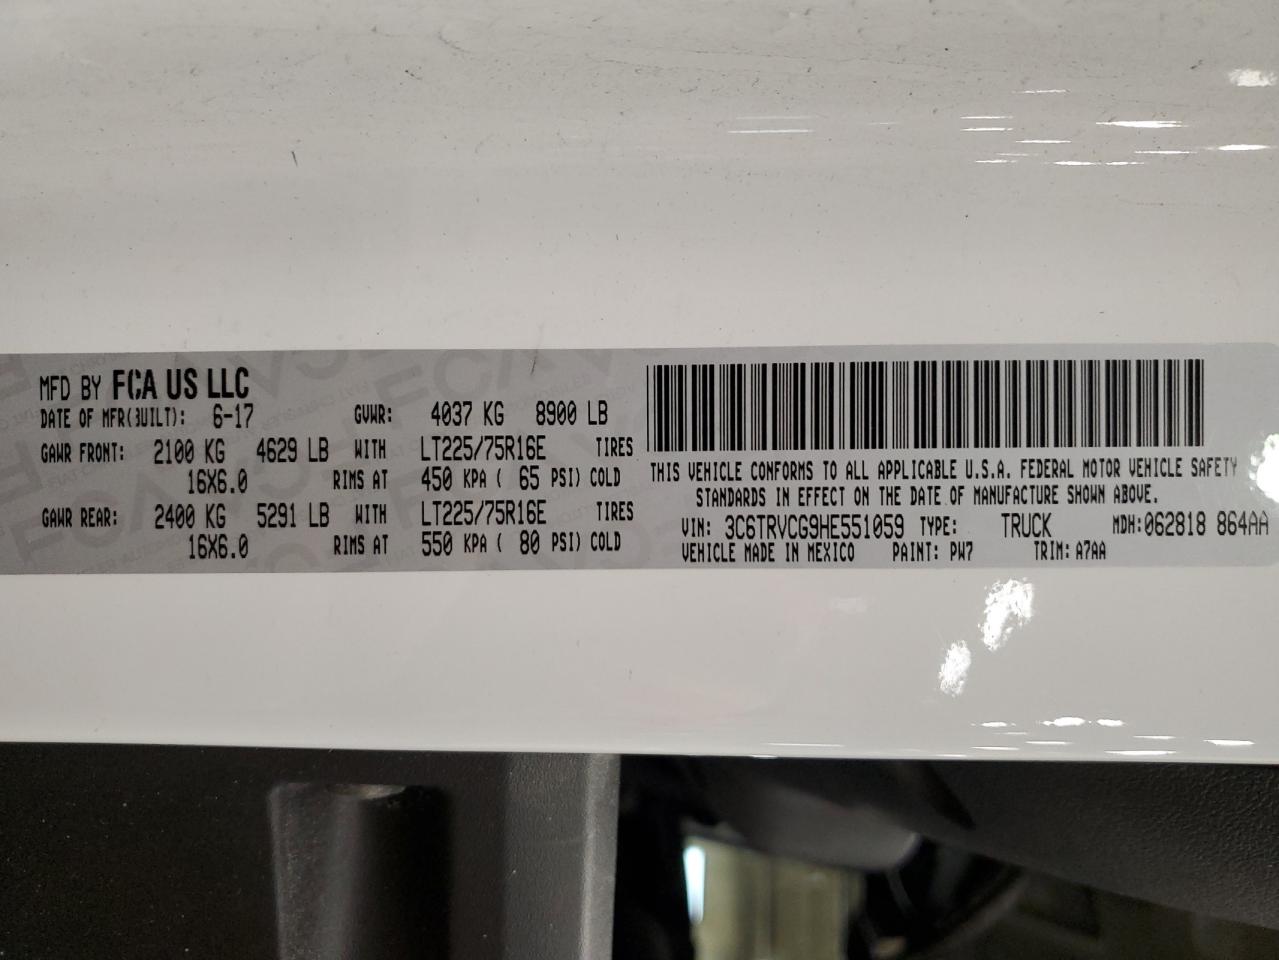 MFD BY FCA US LLC
DATE OF MFR(BUILT): 6-17 GVWR: 4037 KG 8900 LB
GAWR FRONT: 2100 KG 4629 LB WITH LT225/75R16E TIRES
16X6.0 RIMS AT 450 KPA ( 65 PSI) COLD
GAWR REAR: 2400 KG 5291 LB WITH LT225/75R16E TIRES
16X6.0 RIMS AT 550 KPA ( 80 PSI) COLD
THIS VEHICLE CONFORMS TO ALL APPLICABLE U.S.A. FEDERAL MOTOR VEHICLE SAFETY
STANDARDS IN EFFECT ON THE DATE OF MANUFACTURE SHOWN ABOVE.
VIN: 3C6TRVCG9HE551059 TYPE: TRUCK MDH:062818 864AA
VEHICLE MADE IN MEXICO PAINT: PW7 TRIM: A7AA